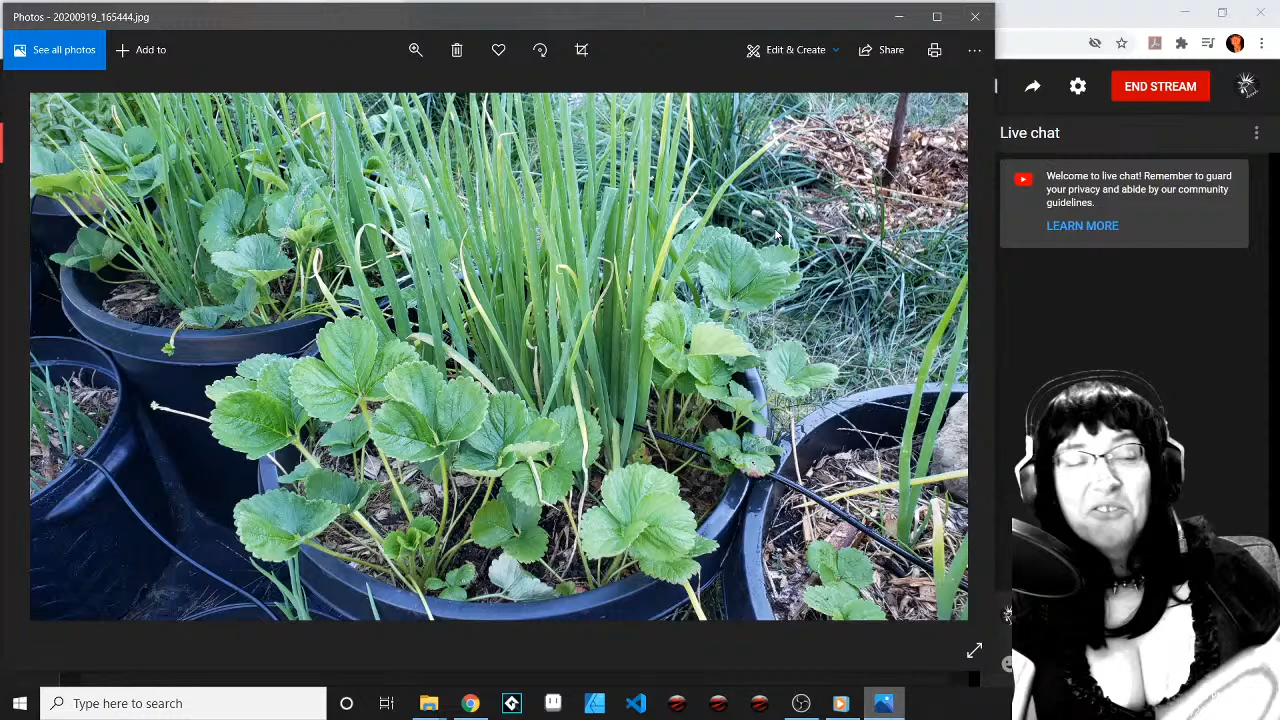 Photos - 20200919_165444.jpg
See all photos
Add to
Edit & Create
Share
END STREAM
Live chat
Welcome to live chat! Remember to guard
your privacy and abide by our community
guidelines.
LEARN MORE
Type here to search